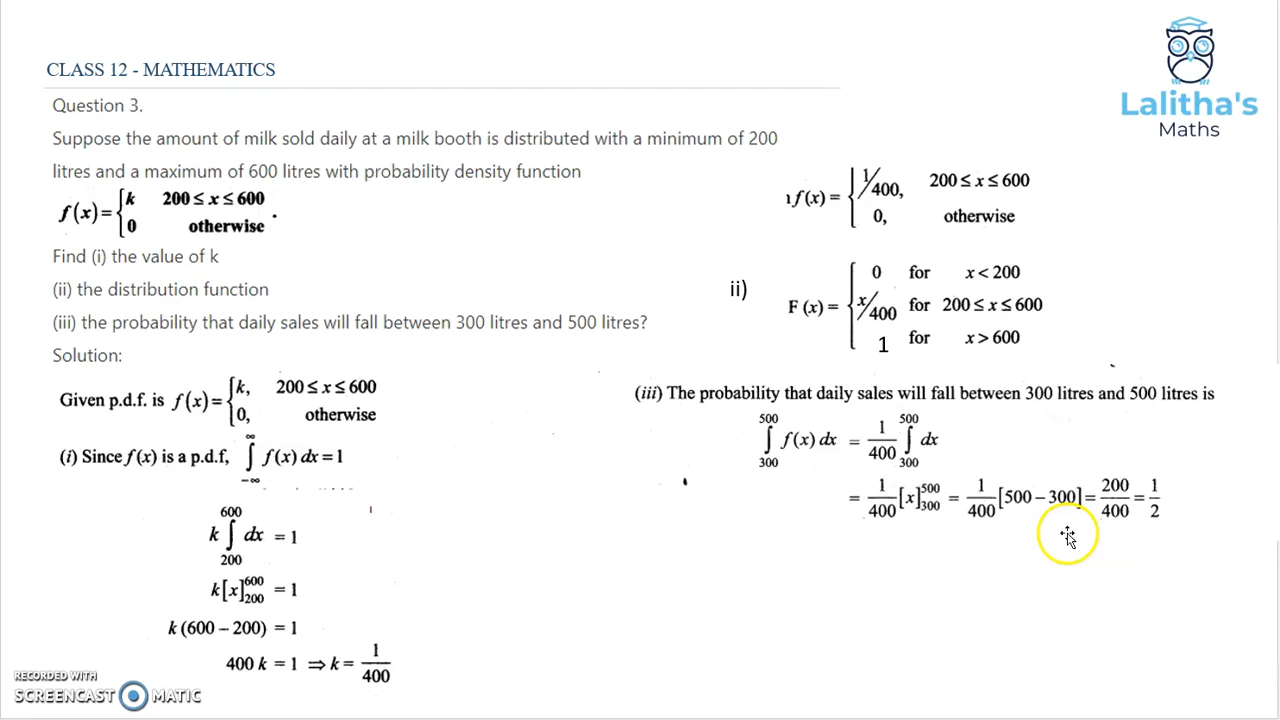 CLASS 12 - MATHEMATICS
Lalitha's
Maths
Question 3.
Suppose the amount of milk sold daily at a milk booth is distributed with a minimum of 200
litres and a maximum of 600 litres with probability density function
f(x) = { k 200 ≤ x ≤ 600
0 otherwise .
Find (i) the value of k
(ii) the distribution function
(iii) the probability that daily sales will fall between 300 litres and 500 litres?
Solution:
Given p.d.f. is f(x) = { k, 200 ≤ x ≤ 600
0, otherwise
(i) Since f(x) is a p.d.f, ∫_{-∞}^{∞} f(x) dx = 1
k ∫_{200}^{600} dx = 1
k[x]_{200}^{600} = 1
k (600 – 200) = 1
400 k = 1 ⇒ k = 1/400
f(x) = { 1/400, 200 ≤ x ≤ 600
0, otherwise
ii)
F (x) = { 0 for x < 200
x/400 for 200 ≤ x ≤ 600
1 for x > 600
(iii) The probability that daily sales will fall between 300 litres and 500 litres is
∫_{300}^{500} f(x) dx = 1/400 ∫_{300}^{500} dx
= 1/400 [x]_{300}^{500} = 1/400 [500 – 300] = 200/400 = 1/2
RECORDED WITH
SCREENCAST MATIC